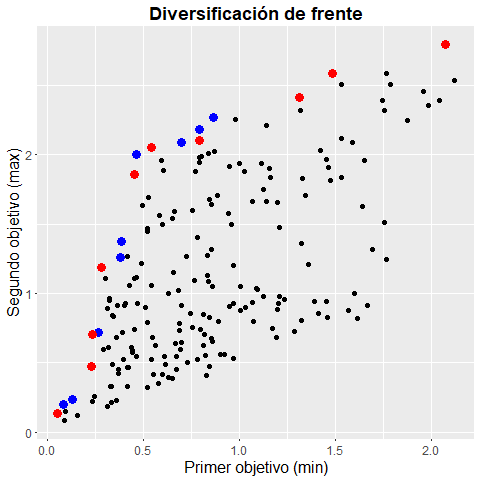 Diversificación de frente
Segundo objetivo (max)
2
1
0
0.0 0.5 1.0 1.5 2.0
Primer objetivo (min)